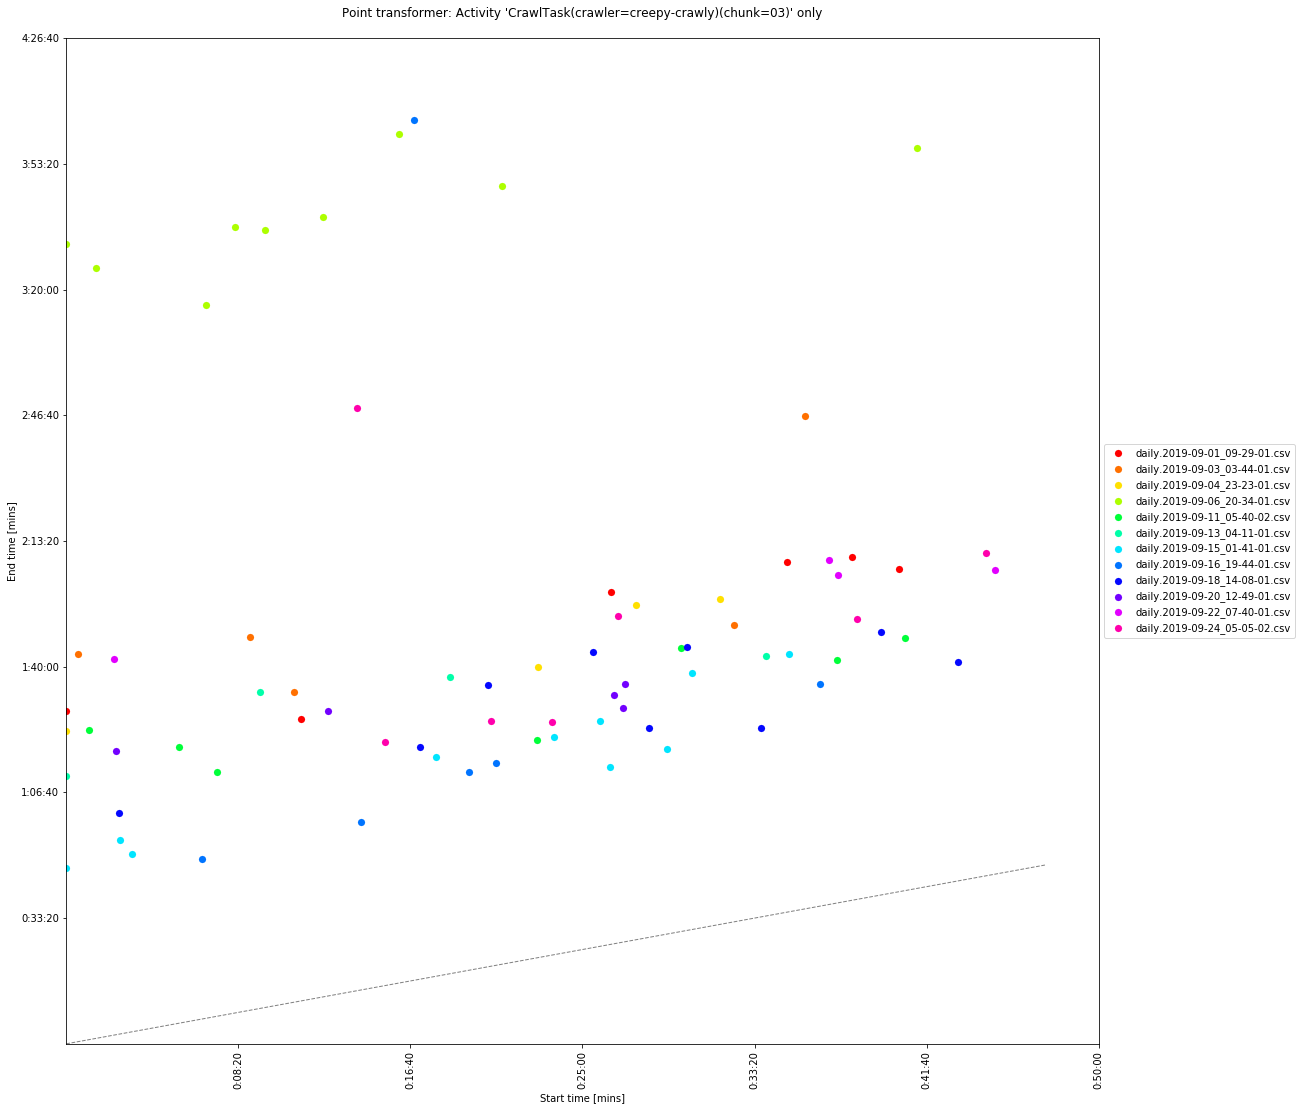 Point transformer: Activity 'CrawlTask(crawler=creepy-crawly)(chunk=03)' only
4:26:40
3:53:20
3:20:00
2:46:40
2:13:20
1:40:00
1:06:40
0:33:20
End time [mins]
0:08:20
0:16:40
0:25:00
0:33:20
0:41:40
0:50:00
Start time [mins]
daily.2019-09-01_09-29-01.csv
daily.2019-09-03_03-44-01.csv
daily.2019-09-04_23-23-01.csv
daily.2019-09-06_20-34-01.csv
daily.2019-09-11_05-40-02.csv
daily.2019-09-13_04-11-01.csv
daily.2019-09-15_01-41-01.csv
daily.2019-09-16_19-44-01.csv
daily.2019-09-18_14-08-01.csv
daily.2019-09-20_12-49-01.csv
daily.2019-09-22_07-40-01.csv
daily.2019-09-24_05-05-02.csv